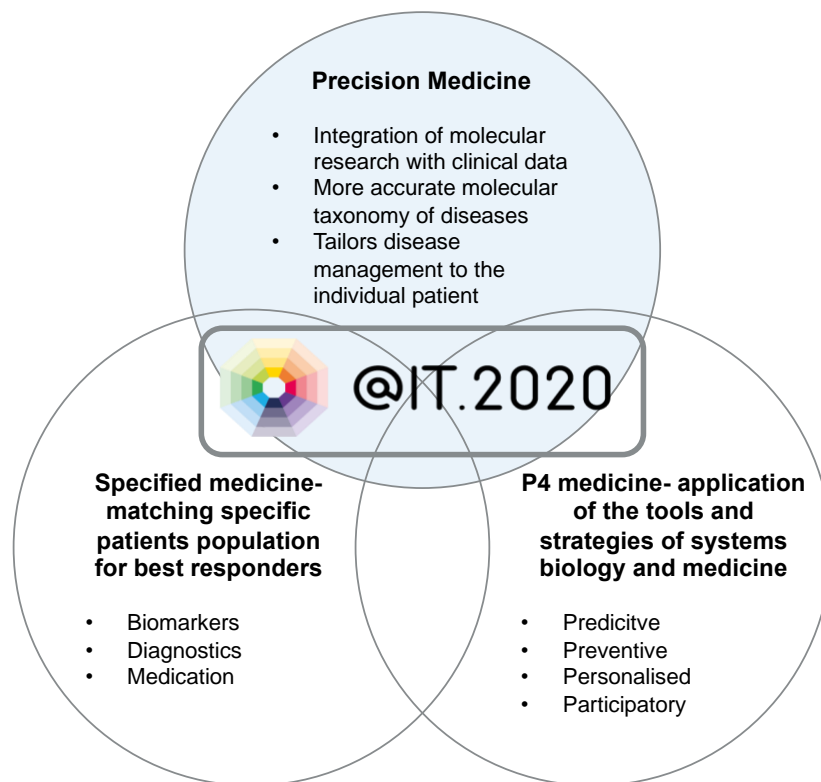 Precision Medicine
• Integration of molecular
research with clinical data
• More accurate molecular
taxonomy of diseases
• Tailors disease
management to the
individual patient
@IT.2020
Specified medicine-
matching specific
patients population
for best responders
• Biomarkers
• Diagnostics
• Medication
P4 medicine- application
of the tools and
strategies of systems
biology and medicine
• Predicitve
• Preventive
• Personalised
• Participatory